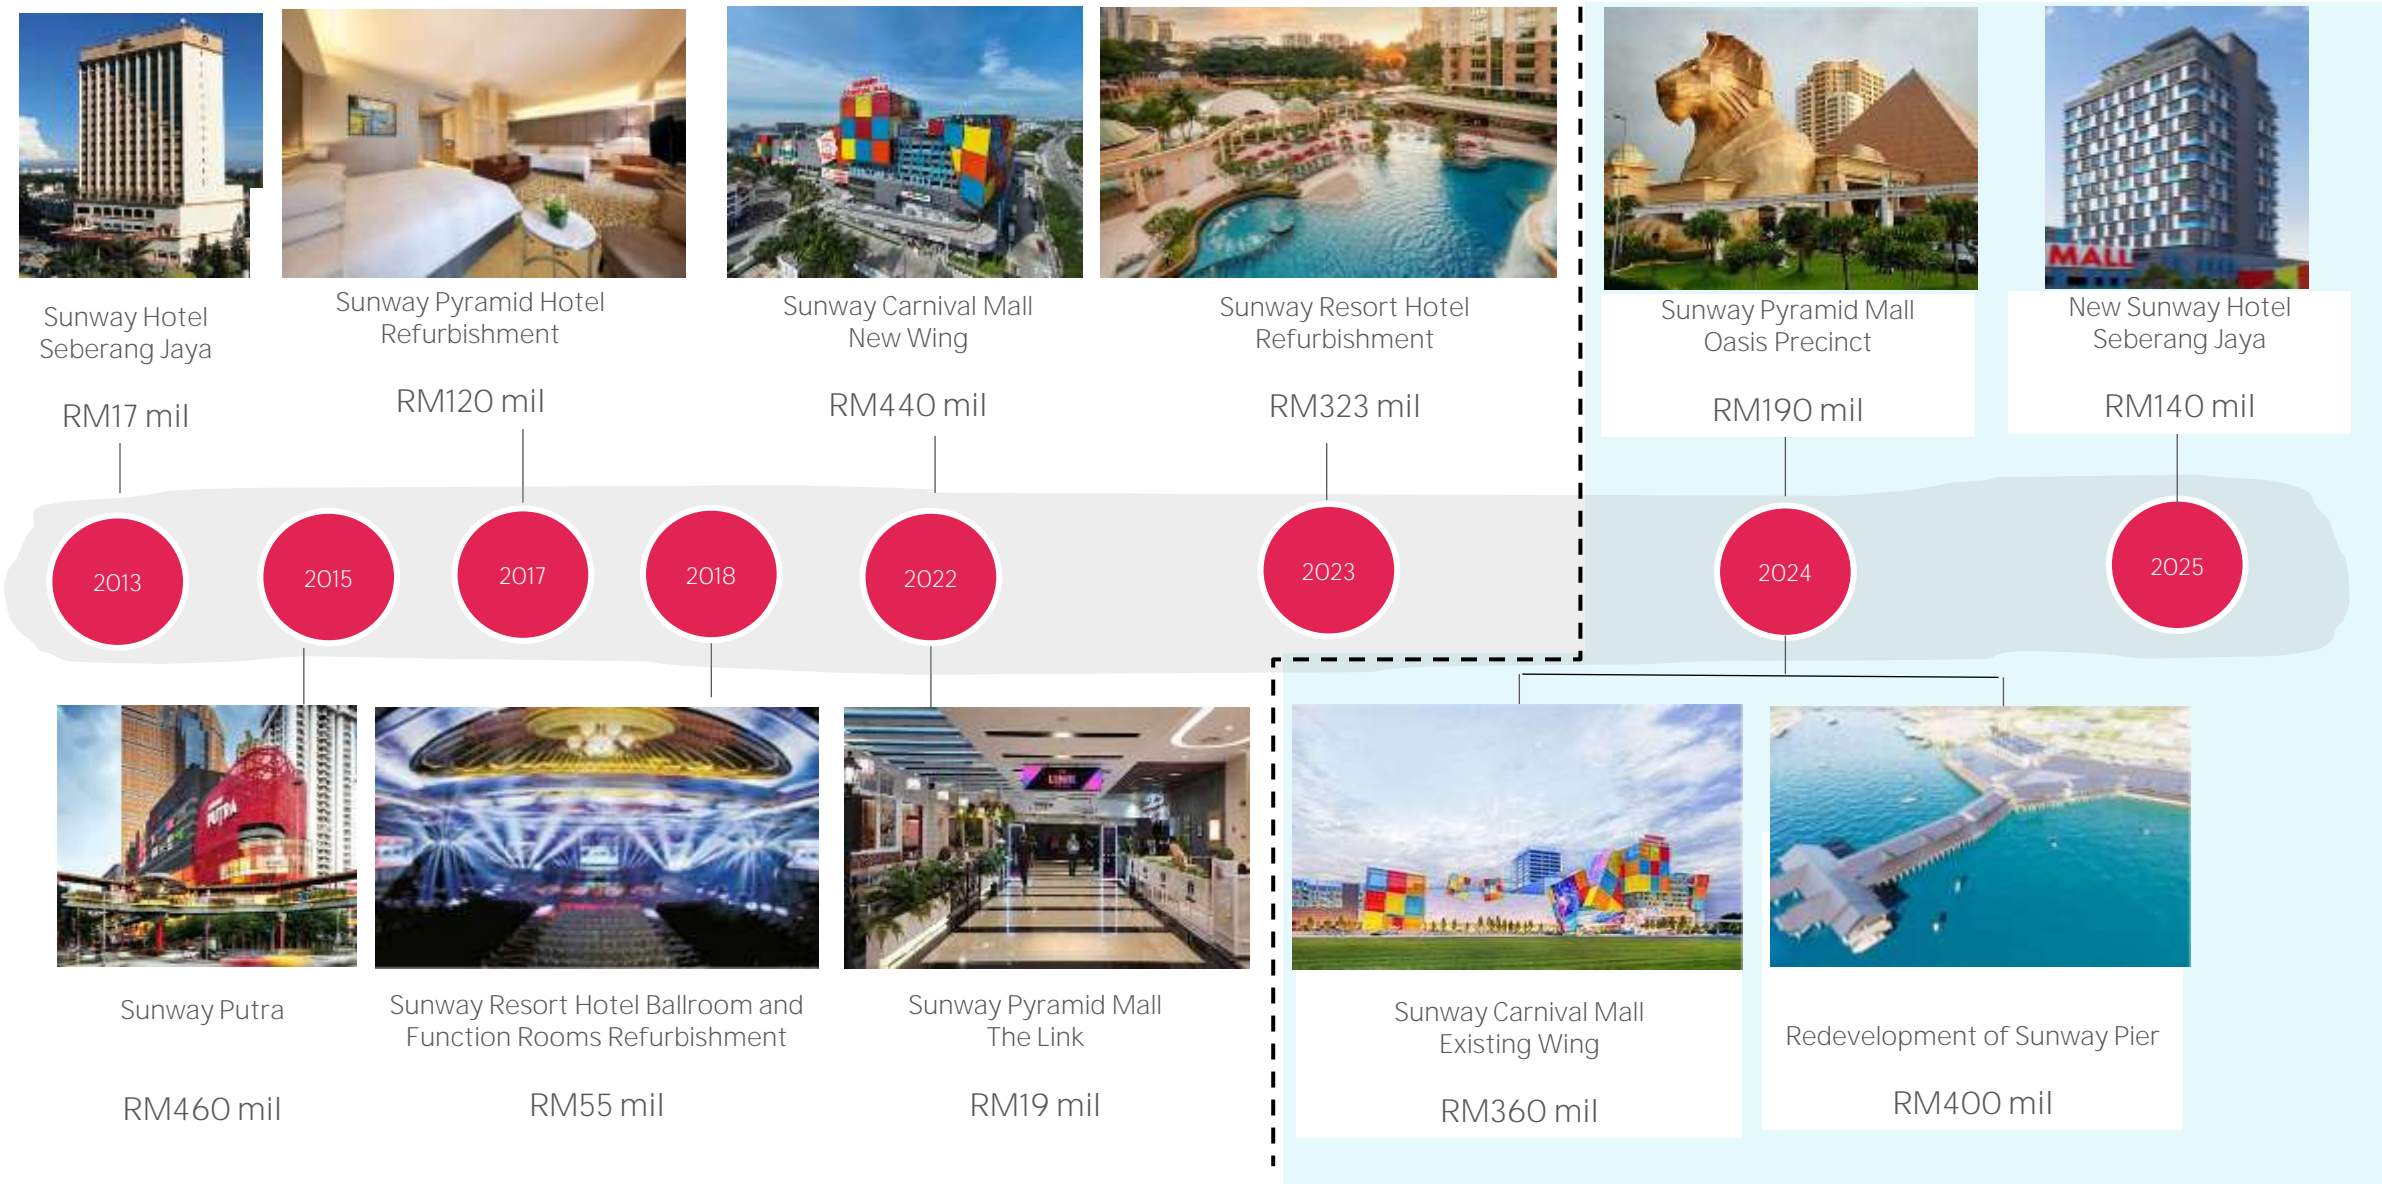 Sunway Hotel
Seberang Jaya
RM17 mil
Sunway Pyramid Hotel
Refurbishment
RM120 mil
Sunway Carnival Mall
New Wing
RM440 mil
Sunway Resort Hotel
Refurbishment
RM323 mil
Sunway Pyramid Mall
Oasis Precinct
RM190 mil
MALL
New Sunway Hotel
Seberang Jaya
RM140 mil
2013
2015
2017
2018
2022
2023
2024
2025
PUTRA
Sunway Putra
RM460 mil
Sunway Resort Hotel Ballroom and
Function Rooms Refurbishment
RM55 mil
LINK
Sunway Pyramid Mall
The Link
RM19 mil
Sunway Carnival Mall
Existing Wing
RM360 mil
Redevelopment of Sunway Pier
RM400 mil